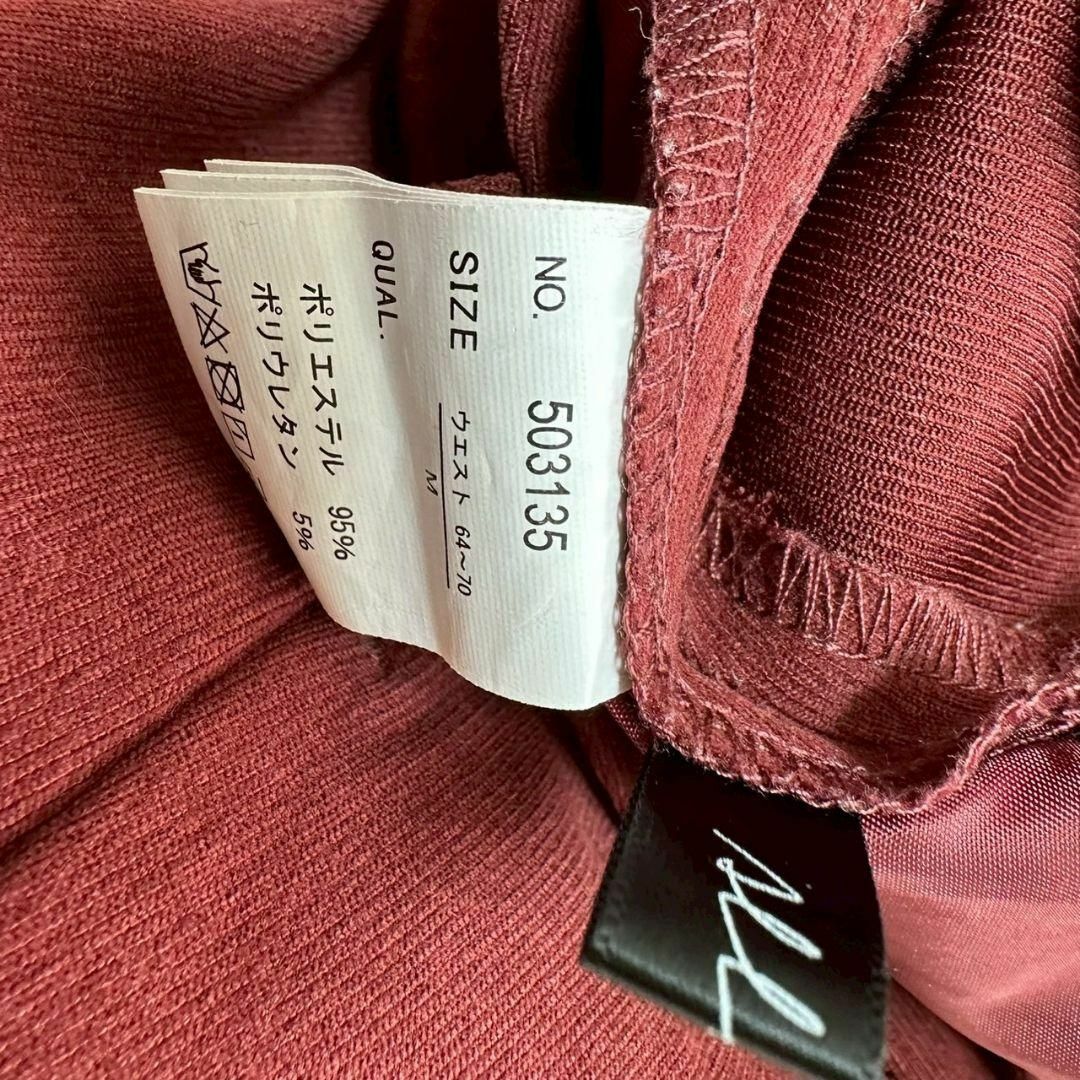 NO. 503135
SIZE ウエスト 64～70
M
QUAL.
ポリエステル 95%
ポリウレタン 5%